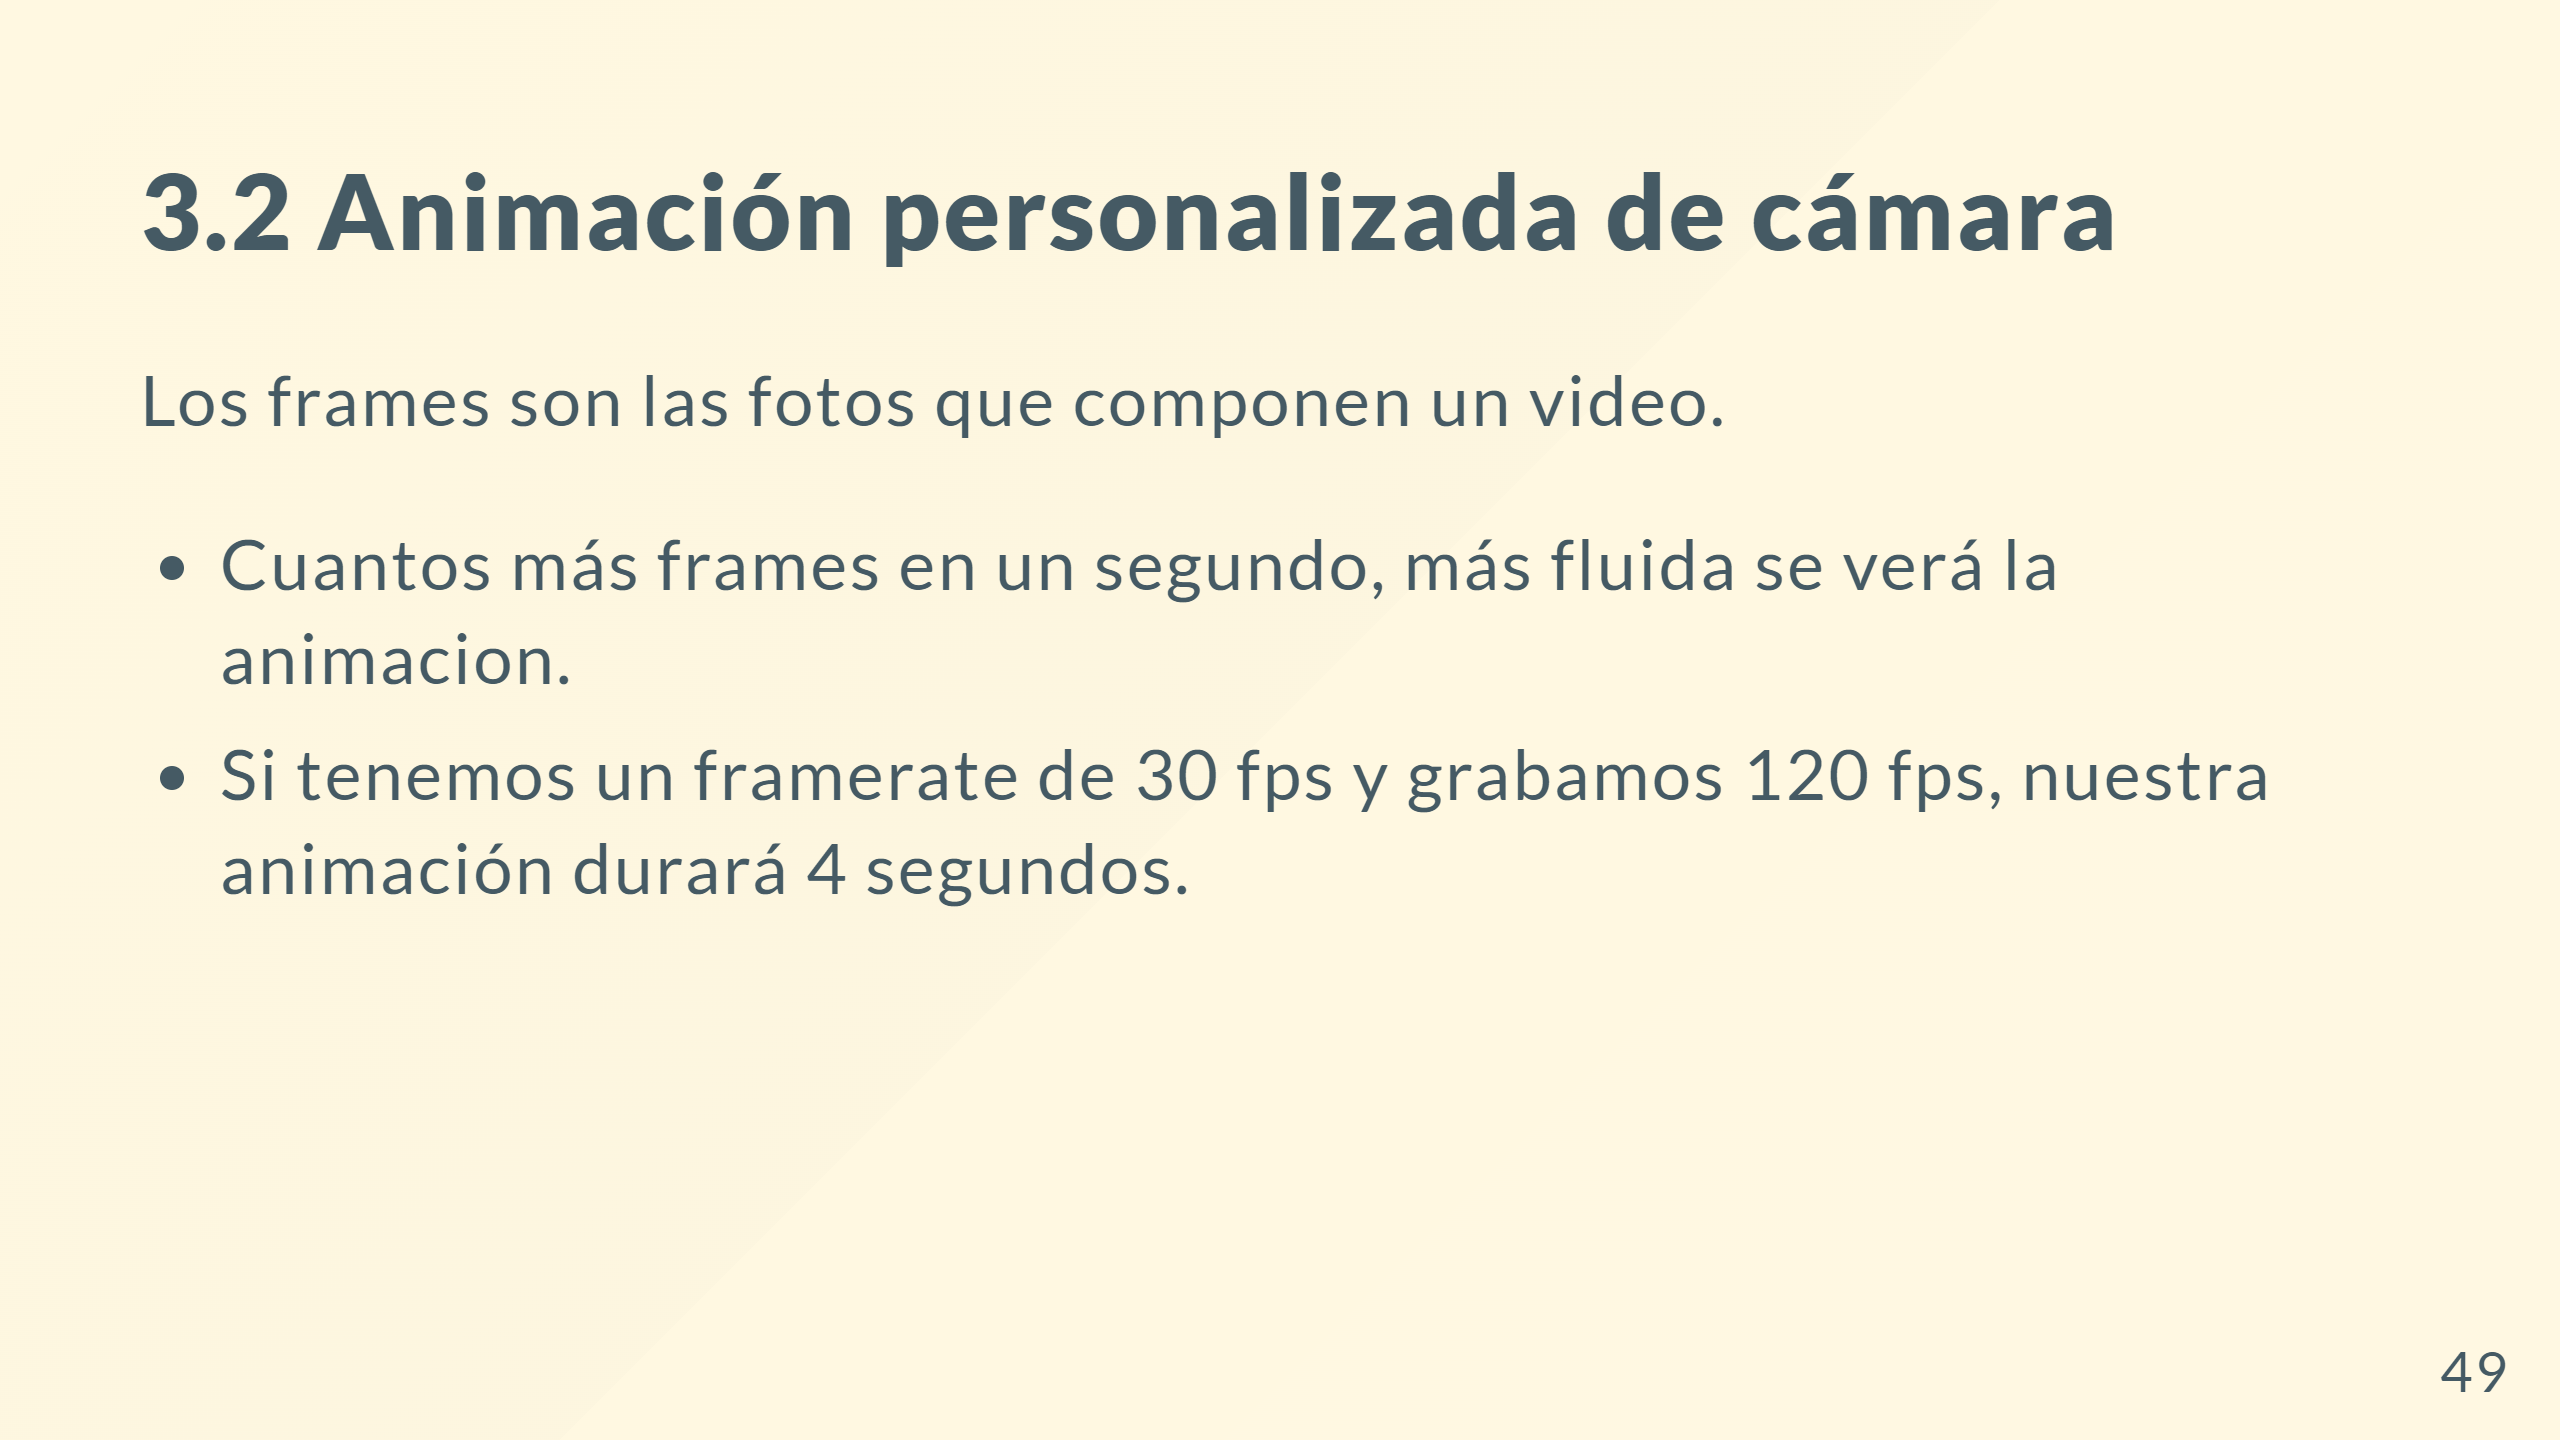 3.2 Animación personalizada de cámara
Los frames son las fotos que componen un video.
• Cuantos más frames en un segundo, más fluida se verá la
animacion.
• Si tenemos un framerate de 30 fps y grabamos 120 fps, nuestra
animación durará 4 segundos.
49